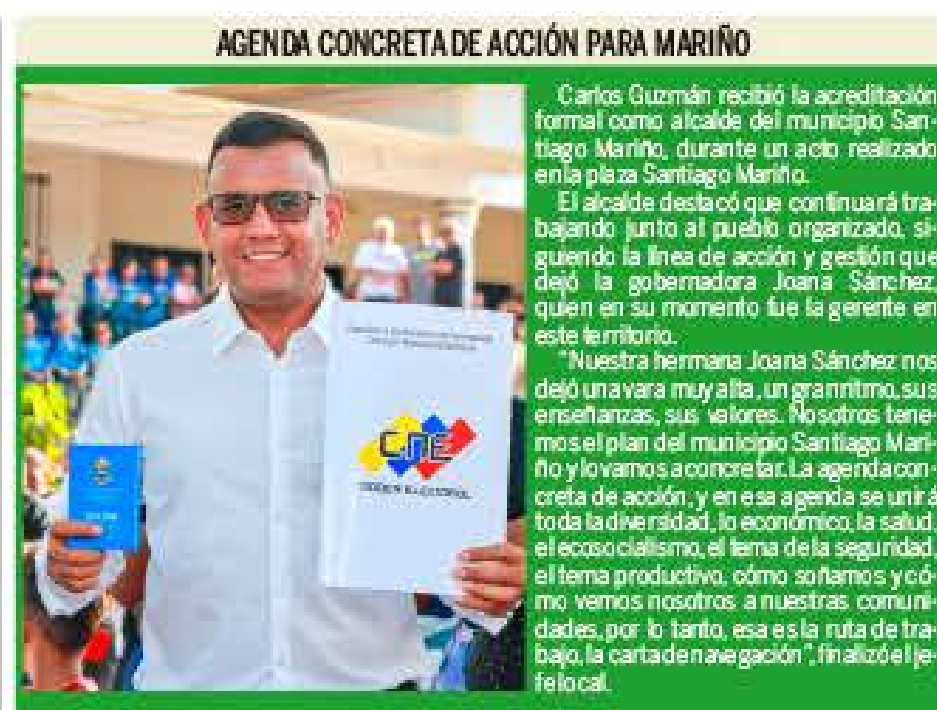 AGENDA CONCRETA DE ACCIÓN PARA MARIÑO
Carlos Guzmán recibió la acreditación
formal como alcalde del municipio San-
tiago Mariño, durante un acto realizado
en la plaza Santiago Mariño.
El alcalde destacó que continuará tra-
bajando junto al pueblo organizado, si-
guiendo la línea de acción y gestión que
dejó la gobernadora Joana Sánchez,
quien en su momento fue la gerente en
este territorio.
"Nuestra hermana Joana Sánchez nos
dejó una vara muy alta, un gran ritmo, sus
enseñanzas, sus valores. Nosotros tene-
mos el plan del municipio Santiago Mari-
ño y lo vamos a concretar. La agenda con-
creta de acción, y en esa agenda se unirá
toda la diversidad, lo económico, la salud,
el ecosocialismo, el tema de la seguridad,
el tema productivo, cómo soñamos y có-
mo vemos nosotros a nuestras comuni-
dades, por lo tanto, esa es la ruta de tra-
bajo, la carta de navegación", finalizó el je-
fe local.
CNE
PODER ELECTORAL